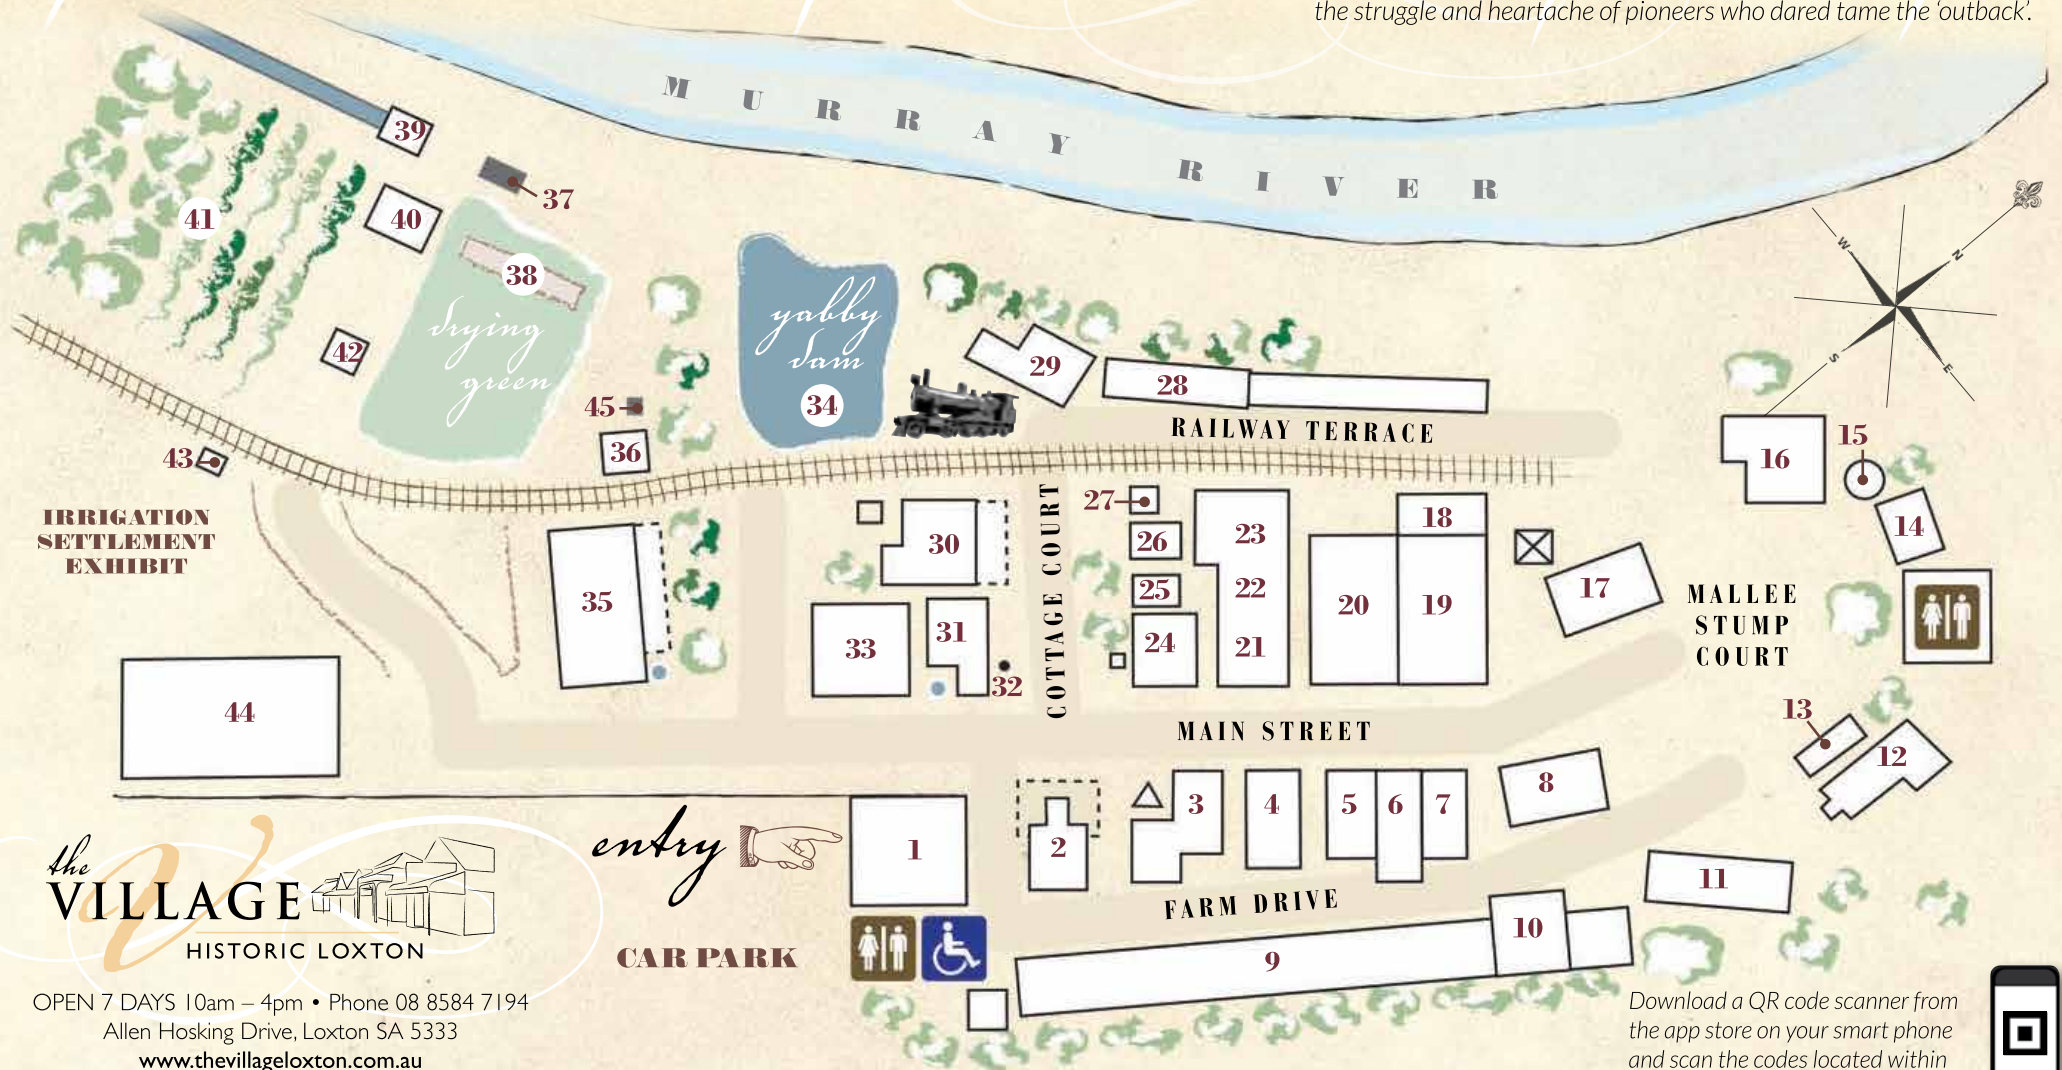 the struggle and heartache of pioneers who dared tame the ‘outback’.
MURRAY RIVER
39
37
41
40
38
drying
green
yabby
dam
34
42
45
36
43
29
28
RAILWAY TERRACE
W
N
S
E
16
15
14
IRRIGATION
SETTLEMENT
EXHIBIT
35
30
33
31
32
COTTAGE COURT
27
26
25
24
23
22
21
20
19
18
17
MALLEE
STUMP
COURT
13
12
44
MAIN STREET
entry
1
2
3
4
5
6
7
8
11
FARM DRIVE
9
10
CAR PARK
the
VILLAGE
HISTORIC LOXTON
OPEN 7 DAYS 10am – 4pm • Phone 08 8584 7194
Allen Hosking Drive, Loxton SA 5333
www.thevillageloxton.com.au
Download a QR code scanner from
the app store on your smart phone
and scan the codes located within